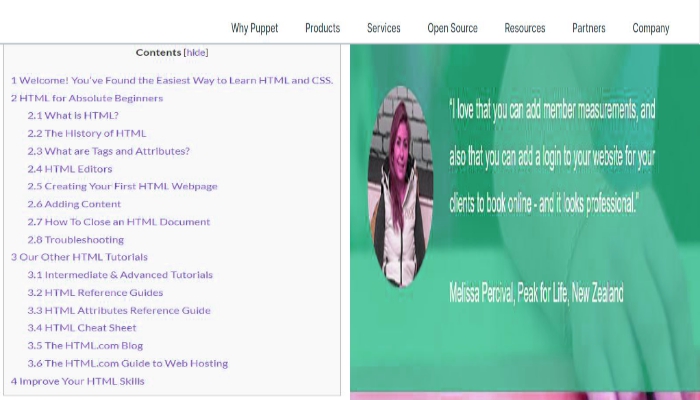 Why Puppet Products Services Open Source Resources Partners Company
Contents [hide]
1 Welcome! You've Found the Easiest Way to Learn HTML and CSS.
2 HTML for Absolute Beginners
2.1 What is HTML?
2.2 The History of HTML
2.3 What are Tags and Attributes?
2.4 HTML Editors
2.5 Creating Your First HTML Webpage
2.6 Adding Content
2.7 How To Close an HTML Document
2.8 Troubleshooting
3 Our Other HTML Tutorials
3.1 Intermediate & Advanced Tutorials
3.2 HTML Reference Guides
3.3 HTML Attributes Reference Guide
3.4 HTML Cheat Sheet
3.5 The HTML.com Blog
3.6 The HTML.com Guide to Web Hosting
4 Improve Your HTML Skills
"I love that you can add member measurements, and
also that you can add a login to your website for your
clients to book online - and it looks professional."
Melissa Percival, Peak for Life, New Zealand